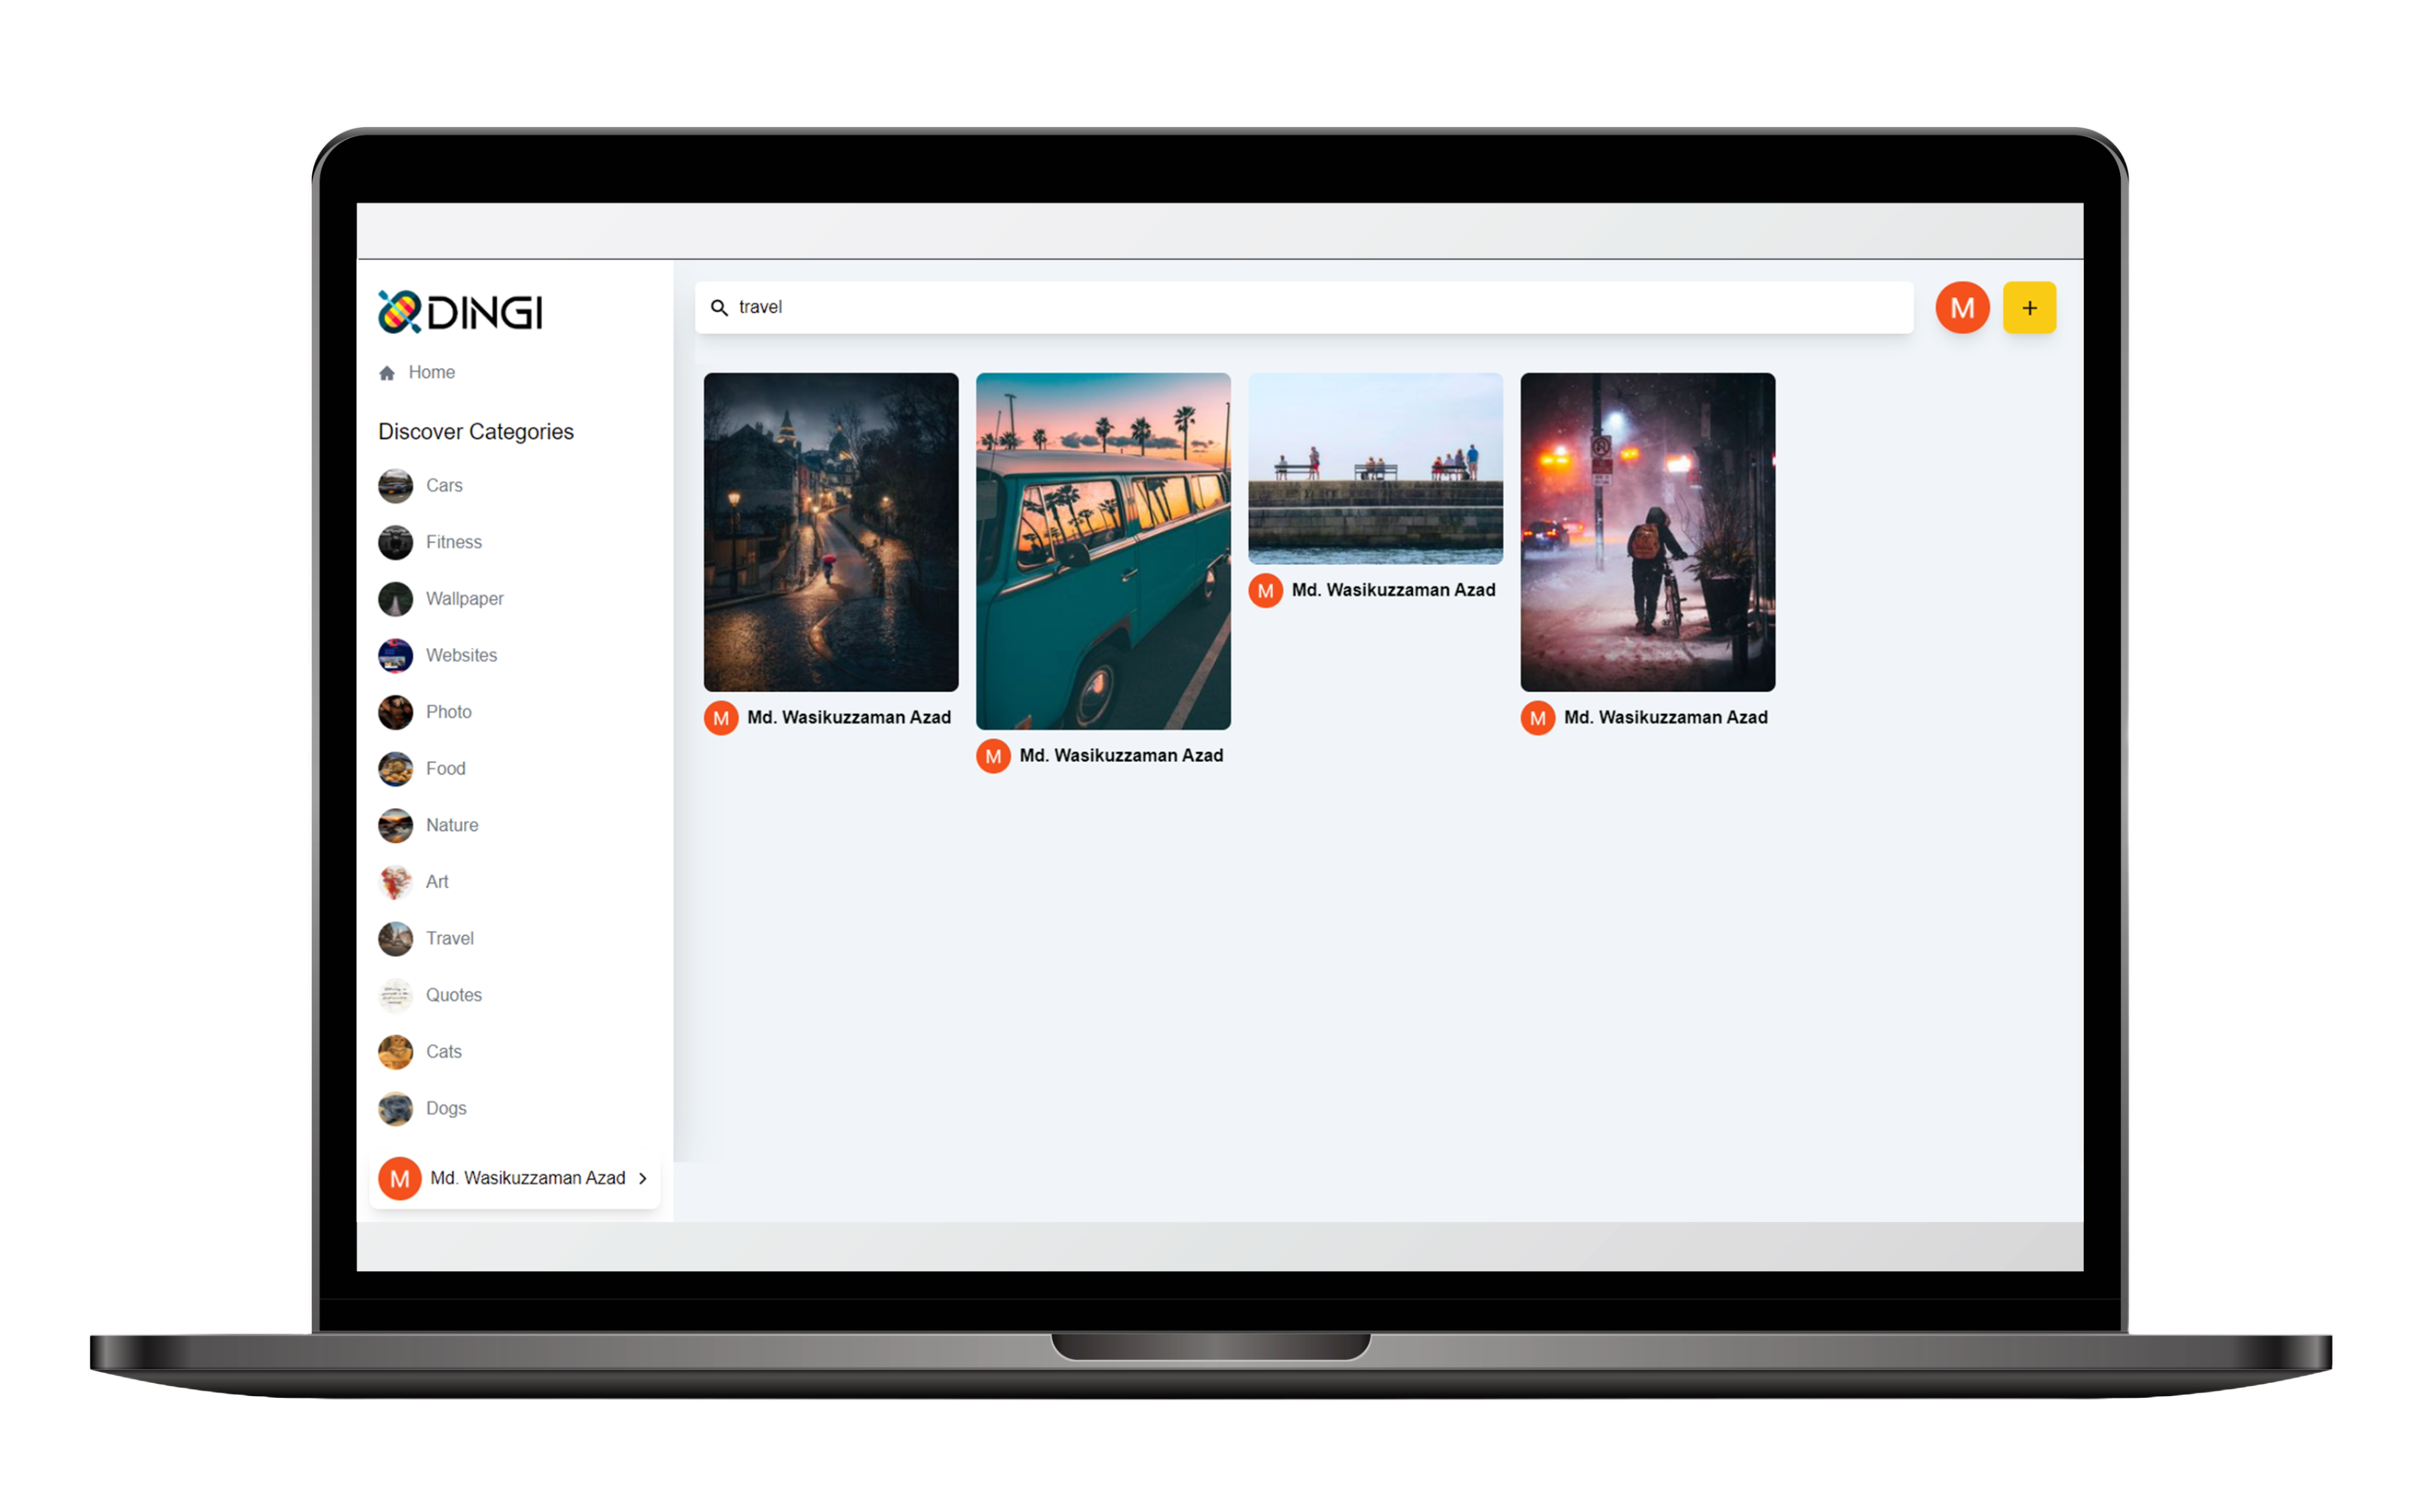 DINGI
Home
Discover Categories
Cars
Fitness
Wallpaper
Websites
Photo
Food
Nature
Art
Travel
Quotes
Cats
Dogs
M Md. Wasikuzzaman Azad
travel
M +
M Md. Wasikuzzaman Azad
M Md. Wasikuzzaman Azad
M Md. Wasikuzzaman Azad
M Md. Wasikuzzaman Azad